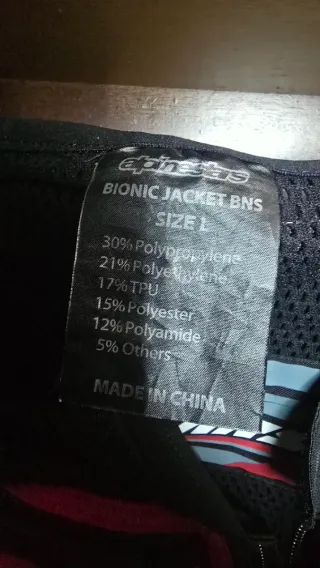 alpinestars
BIONIC JACKET BNS
SIZE L
30% Polypropylene
21% Polyethylene
17% TPU
15% Polyester
12% Polyamide
5% Others
MADE IN CHINA